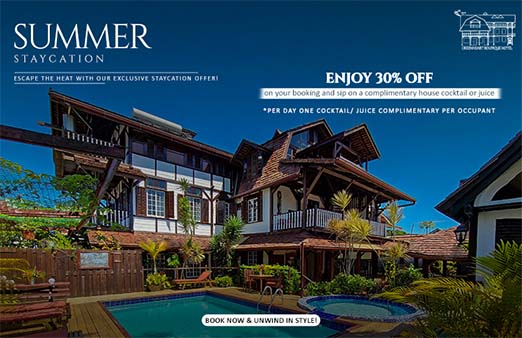 SUMMER
STAYCATION
ESCAPE THE HEAT WITH OUR EXCLUSIVE STAYCATION OFFER!
ENJOY 30% OFF
on your booking and sip on a complimentary house cocktail or juice
*PER DAY ONE COCKTAIL/ JUICE COMPLIMENTARY PER OCCUPANT
BOOK NOW & UNWIND IN STYLE!